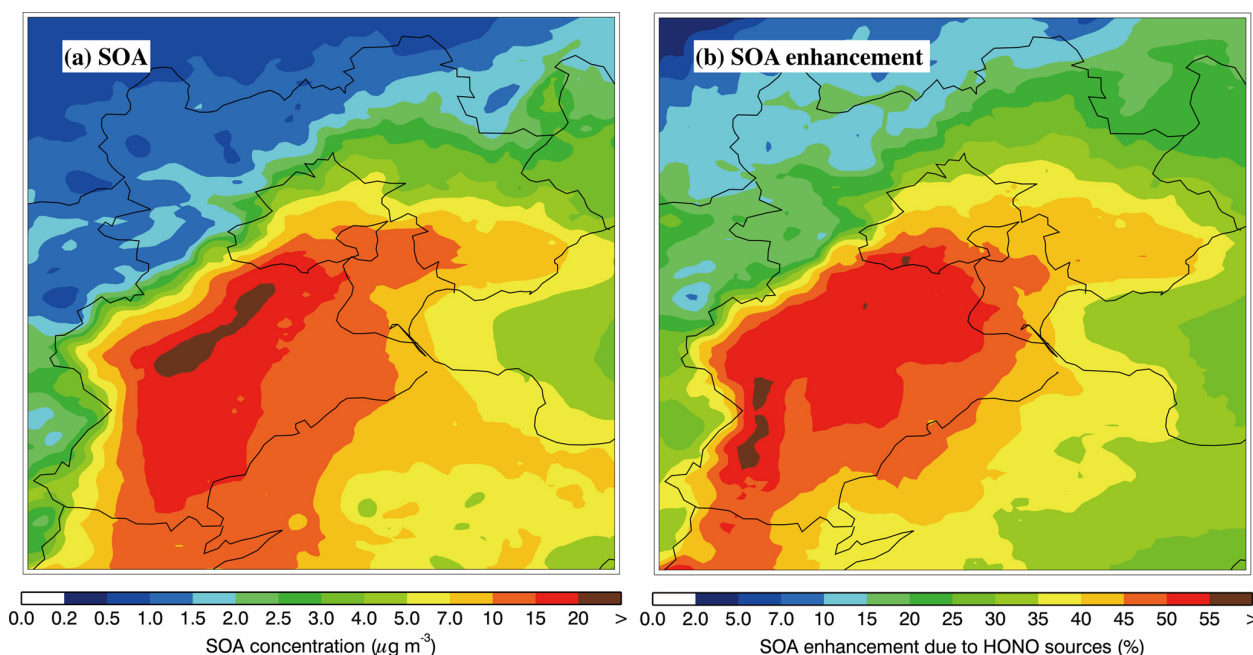 (a) SOA
(b) SOA enhancement
0.0 0.2 0.5 1.0 1.5 2.0 2.5 3.0 4.0 5.0 7.0 10 15 20 >
SOA concentration (μg m⁻³)
0.0 2.0 5.0 7.0 10 15 20 25 30 35 40 45 50 55 >
SOA enhancement due to HONO sources (%)